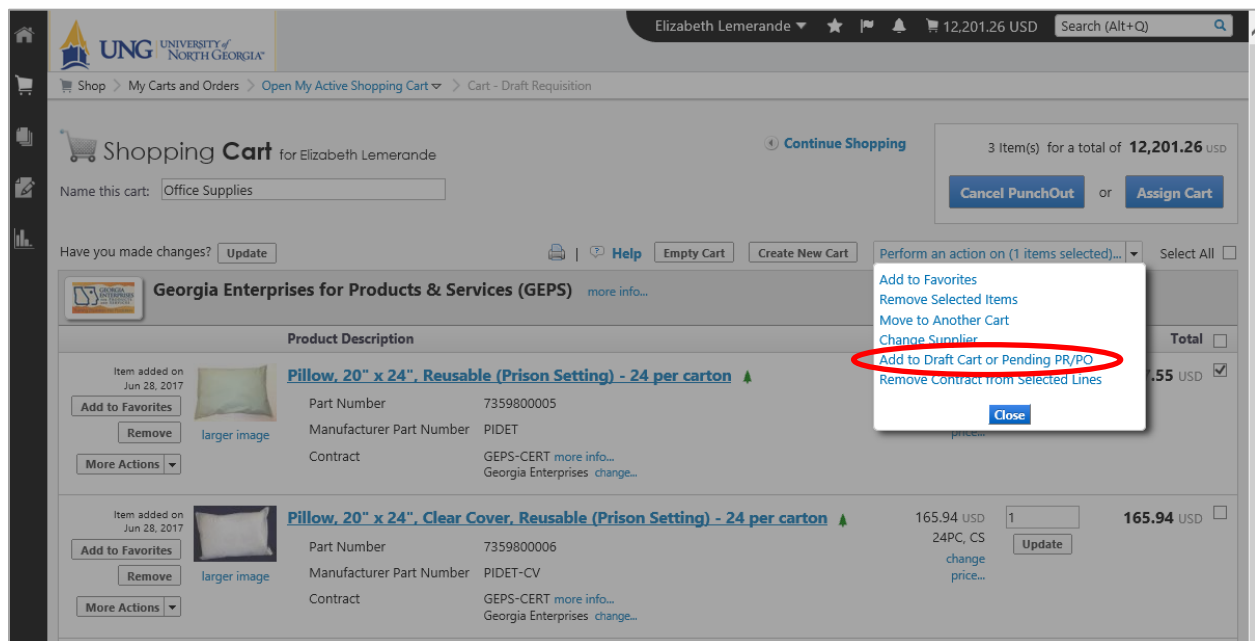 Elizabeth Lemerande 12,201.26 USD Search (Alt+Q)
UNG UNIVERSITY of NORTH GEORGIA
Shop > My Carts and Orders > Open My Active Shopping Cart > Cart - Draft Requisition
Shopping Cart for Elizabeth Lemerande
Continue Shopping
3 Item(s) for a total of 12,201.26 USD
Name this cart: Office Supplies
Cancel PunchOut or Assign Cart
Have you made changes? Update | Help Empty Cart Create New Cart Perform an action on (1 items selected)... Select All
Add to Favorites
Remove Selected Items
Move to Another Cart
Change Supplier
Add to Draft Cart or Pending PR/PO
Remove Contract from Selected Lines
Close
GEORGIA ENTERPRISES
Georgia Enterprises for Products & Services (GEPS) more info...
Product Description Total
Item added on
Jun 28, 2017
Add to Favorites
Remove
More Actions
larger image
Pillow, 20" x 24", Reusable (Prison Setting) - 24 per carton
Part Number 7359800005
Manufacturer Part Number PIDET
Contract GEPS-CERT more info...
Georgia Enterprises change...
price...
.55 USD
Item added on
Jun 28, 2017
Add to Favorites
Remove
More Actions
larger image
Pillow, 20" x 24", Clear Cover, Reusable (Prison Setting) - 24 per carton
Part Number 7359800006
Manufacturer Part Number PIDET-CV
Contract GEPS-CERT more info...
Georgia Enterprises change...
165.94 USD 1 165.94 USD
24PC, CS Update
change
price...